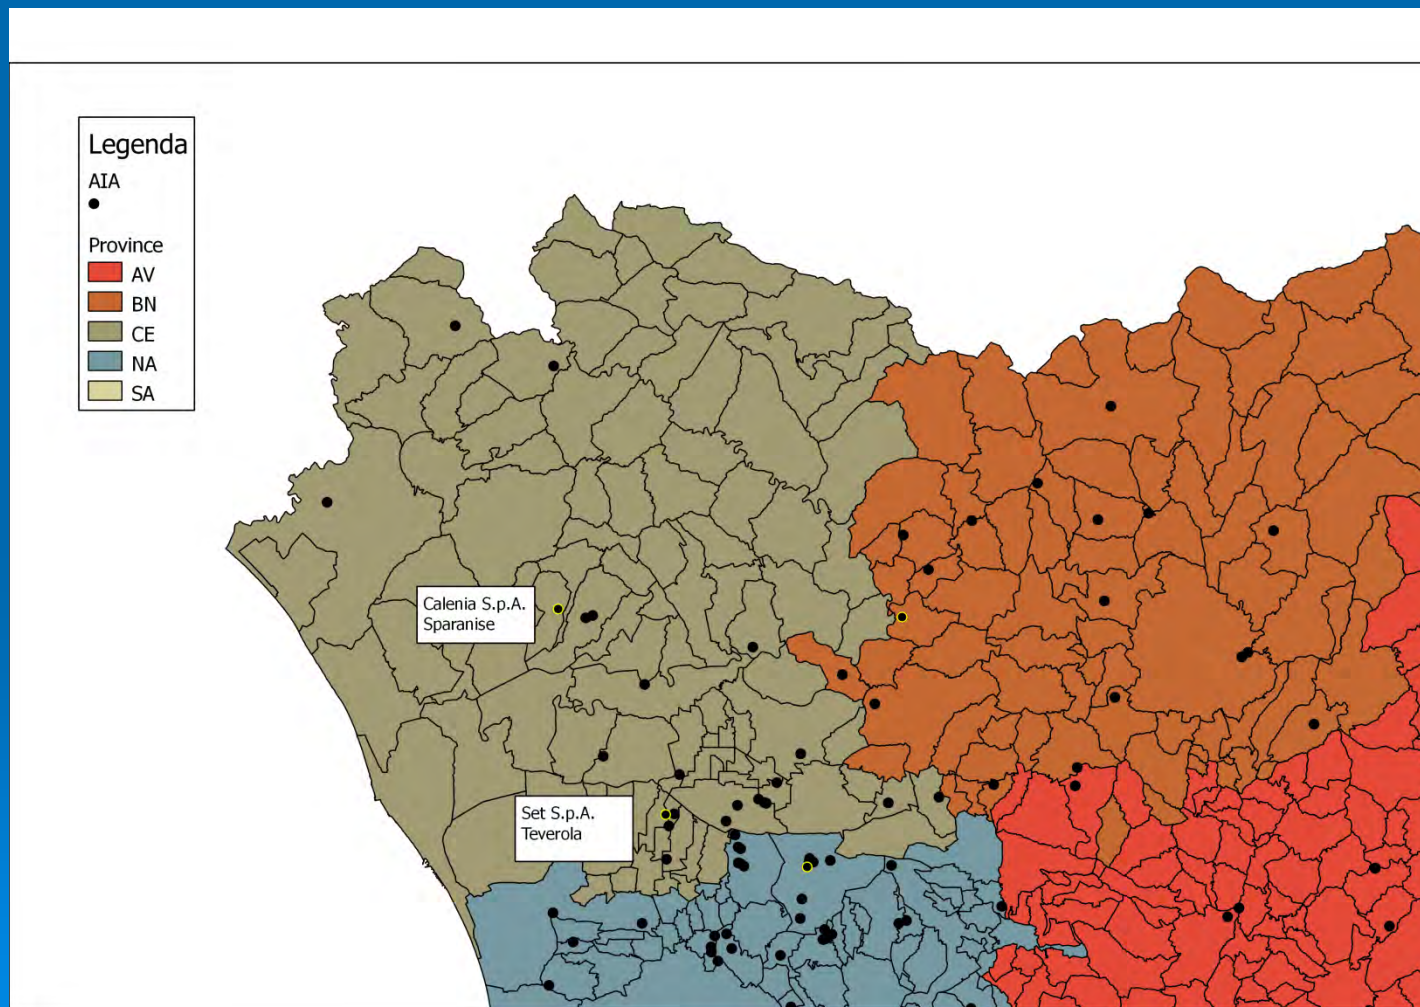 Legenda
AIA
Province
AV
BN
CE
NA
SA
Calenia S.p.A.
Sparanise
Set S.p.A.
Teverola